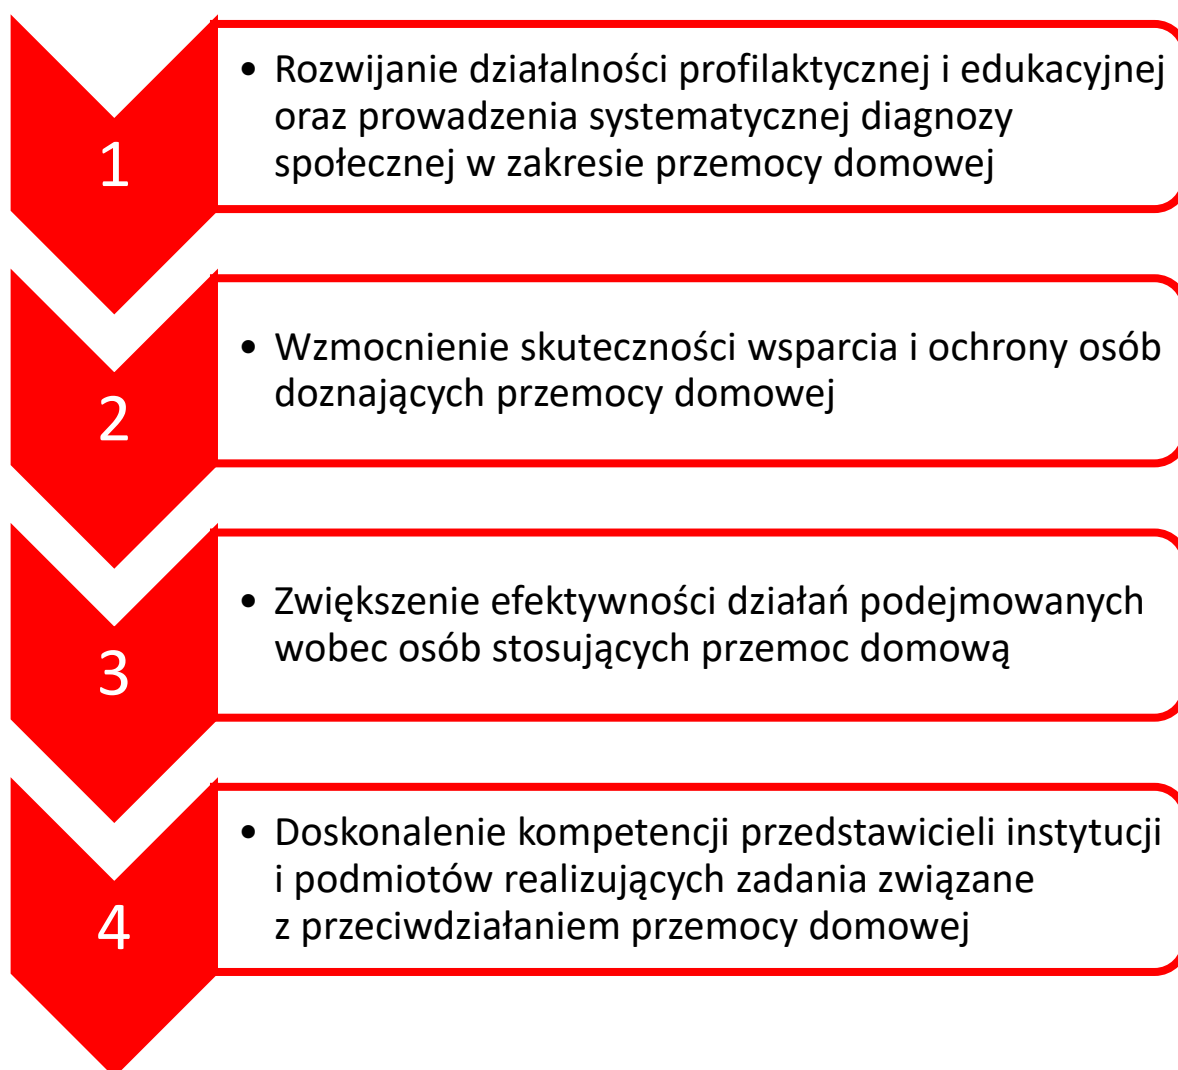 1
• Rozwijanie działalności profilaktycznej i edukacyjnej
oraz prowadzenia systematycznej diagnozy
społecznej w zakresie przemocy domowej
2
• Wzmocnienie skuteczności wsparcia i ochrony osób
doznających przemocy domowej
3
• Zwiększenie efektywności działań podejmowanych
wobec osób stosujących przemoc domową
4
• Doskonalenie kompetencji przedstawicieli instytucji
i podmiotów realizujących zadania związane
z przeciwdziałaniem przemocy domowej